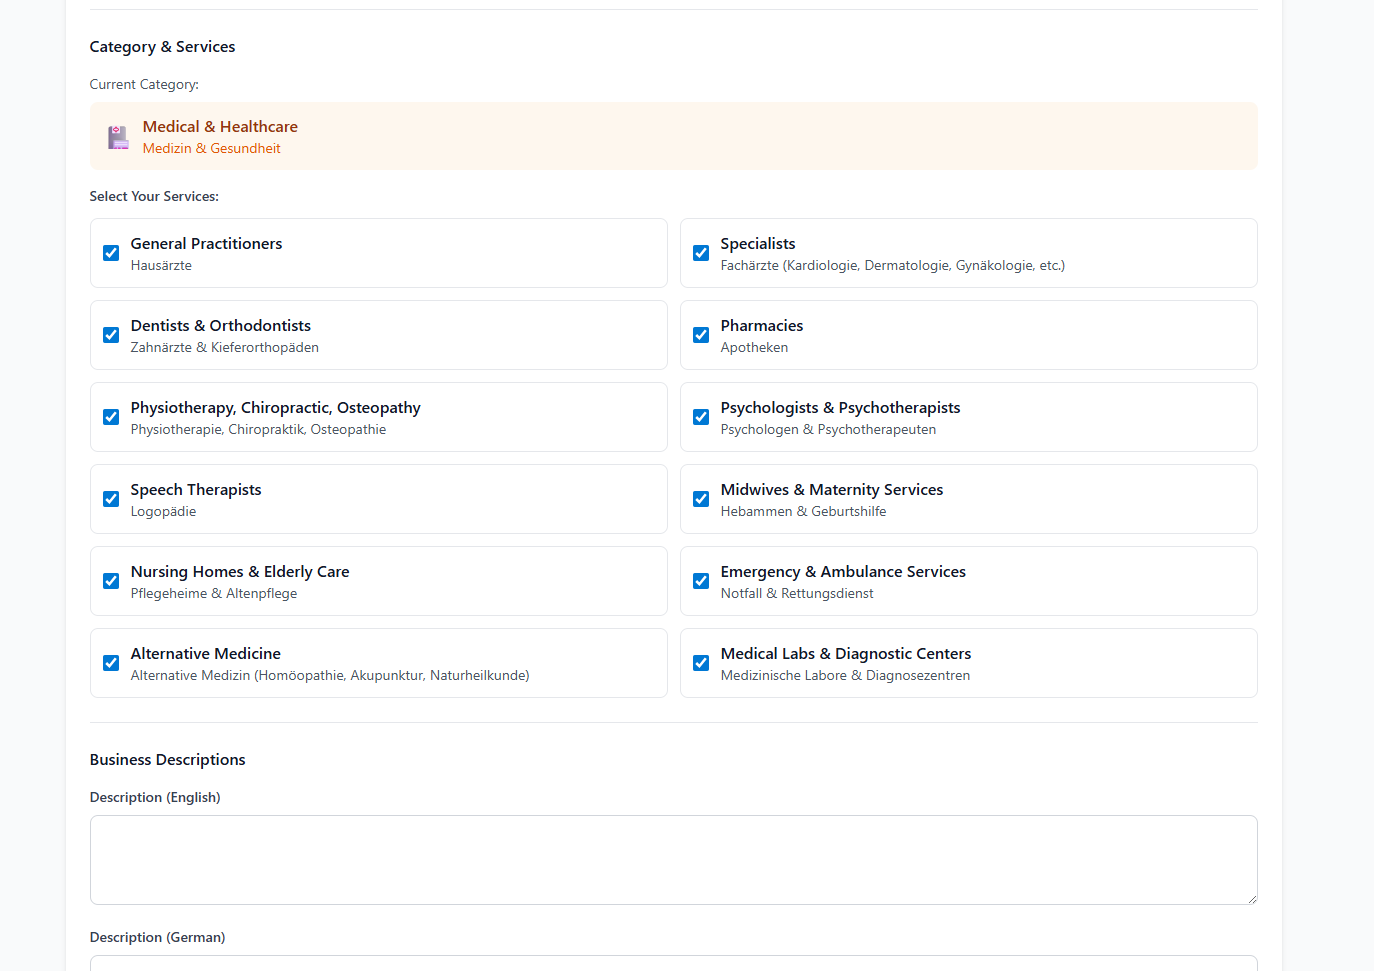 Category & Services
Current Category:
Medical & Healthcare
Medizin & Gesundheit
Select Your Services:
General Practitioners
Hausärzte
Specialists
Fachärzte (Kardiologie, Dermatologie, Gynäkologie, etc.)
Dentists & Orthodontists
Zahnärzte & Kieferorthopäden
Pharmacies
Apotheken
Physiotherapy, Chiropractic, Osteopathy
Physiotherapie, Chiropraktik, Osteopathie
Psychologists & Psychotherapists
Psychologen & Psychotherapeuten
Speech Therapists
Logopädie
Midwives & Maternity Services
Hebammen & Geburtshilfe
Nursing Homes & Elderly Care
Pflegeheime & Altenpflege
Emergency & Ambulance Services
Notfall & Rettungsdienst
Alternative Medicine
Alternative Medizin (Homöopathie, Akupunktur, Naturheilkunde)
Medical Labs & Diagnostic Centers
Medizinische Labore & Diagnosezentren
Business Descriptions
Description (English)
Description (German)